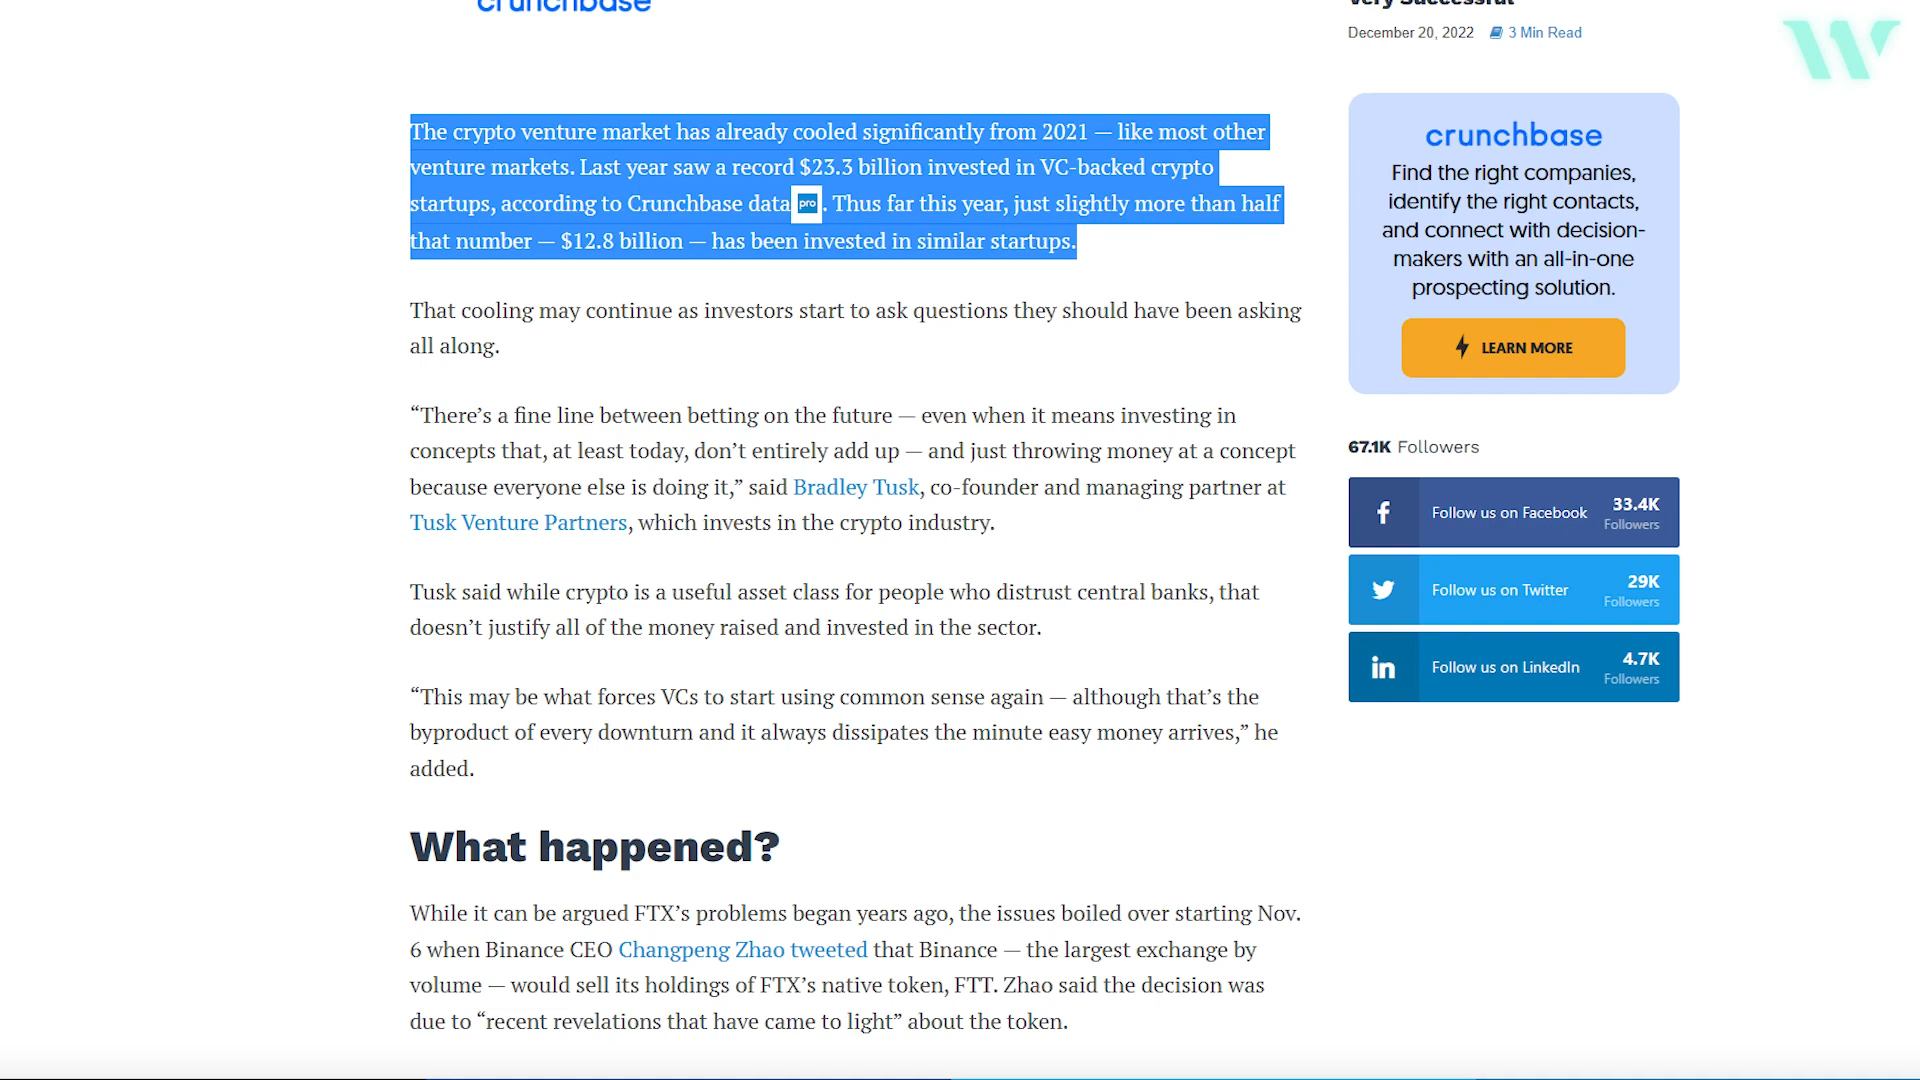 crunchbase
The crypto venture market has already cooled significantly from 2021 — like most other
venture markets. Last year saw a record $23.3 billion invested in VC-backed crypto
startups, according to Crunchbase data pro . Thus far this year, just slightly more than half
that number — $12.8 billion — has been invested in similar startups.
That cooling may continue as investors start to ask questions they should have been asking
all along.
“There’s a fine line between betting on the future — even when it means investing in
concepts that, at least today, don’t entirely add up — and just throwing money at a concept
because everyone else is doing it,” said Bradley Tusk, co-founder and managing partner at
Tusk Venture Partners, which invests in the crypto industry.
Tusk said while crypto is a useful asset class for people who distrust central banks, that
doesn’t justify all of the money raised and invested in the sector.
“This may be what forces VCs to start using common sense again — although that’s the
byproduct of every downturn and it always dissipates the minute easy money arrives,” he
added.
What happened?
While it can be argued FTX’s problems began years ago, the issues boiled over starting Nov.
6 when Binance CEO Changpeng Zhao tweeted that Binance — the largest exchange by
volume — would sell its holdings of FTX’s native token, FTT. Zhao said the decision was
due to “recent revelations that have came to light” about the token.
Very Successful
December 20, 2022 3 Min Read
W
crunchbase
Find the right companies,
identify the right contacts,
and connect with decision-
makers with an all-in-one
prospecting solution.
LEARN MORE
67.1K Followers
Follow us on Facebook 33.4K
Followers
Follow us on Twitter 29K
Followers
in Follow us on LinkedIn 4.7K
Followers